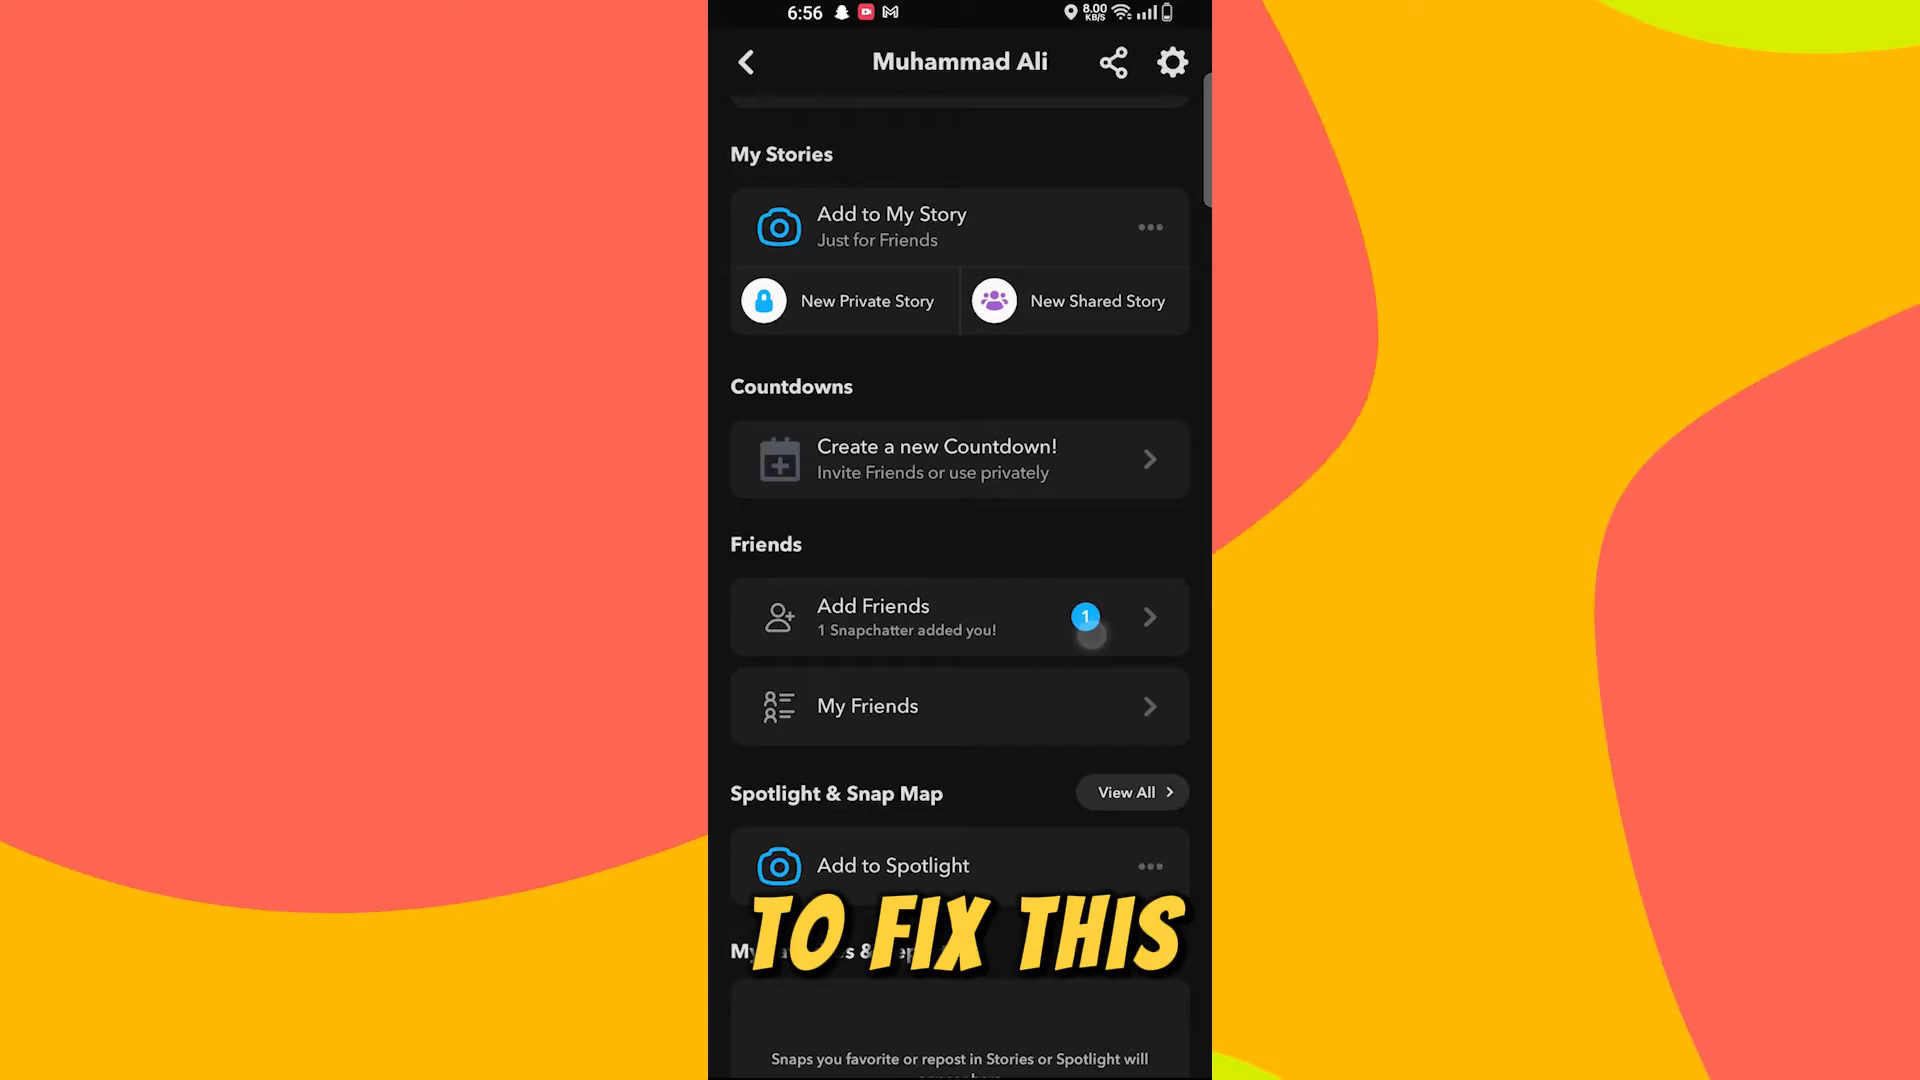 6:56
8.00
KB/S
Muhammad Ali
My Stories
Add to My Story
Just for Friends
New Private Story
New Shared Story
Countdowns
Create a new Countdown!
Invite Friends or use privately
Friends
Add Friends
1 Snapchatter added you!
1
My Friends
Spotlight & Snap Map
View All
Add to Spotlight
TO FIX THIS
Snaps you favorite or repost in Stories or Spotlight will